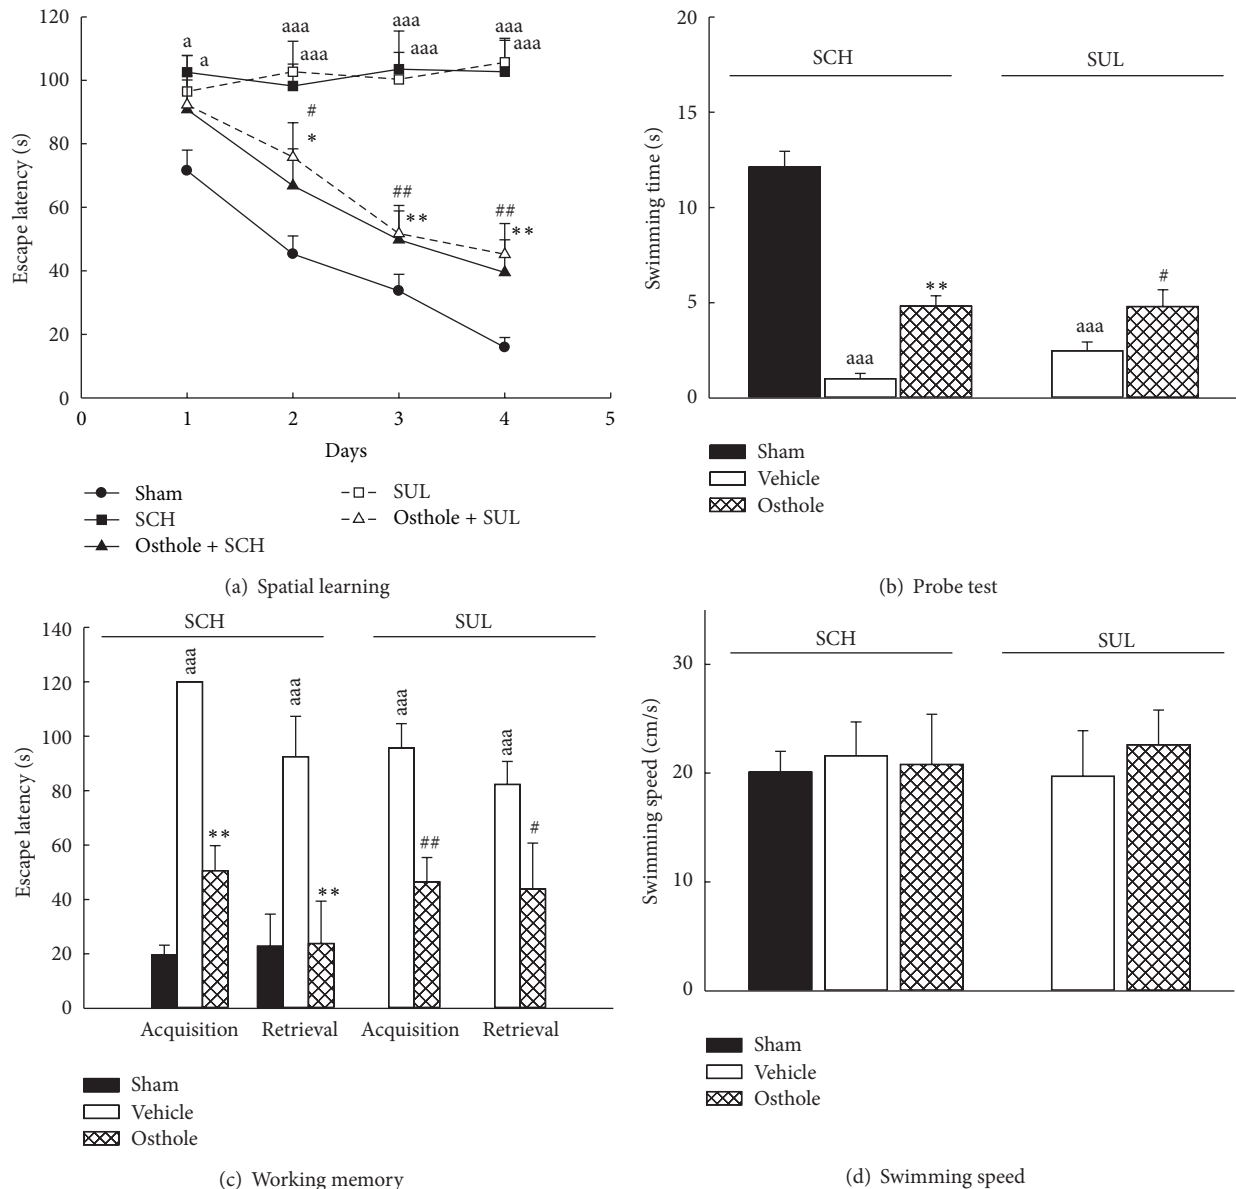 120
100
80
60
40
20
0
Escape latency (s)
a
a
aaa
aaa
aaa
aaa
aaa
aaa
#
*
##
**
##
**
0 1 2 3 4 5
Days
Sham
SCH
Osthole + SCH
SUL
Osthole + SUL
(a) Spatial learning
20
15
10
5
0
Swimming time (s)
SCH
SUL
aaa
**
aaa
#
Sham
Vehicle
Osthole
(b) Probe test
140
120
100
80
60
40
20
0
Escape latency (s)
SCH
SUL
aaa
**
aaa
**
aaa
##
aaa
#
Acquisition Retrieval Acquisition Retrieval
Sham
Vehicle
Osthole
(c) Working memory
30
20
10
0
Swimming speed (cm/s)
SCH
SUL
Sham
Vehicle
Osthole
(d) Swimming speed